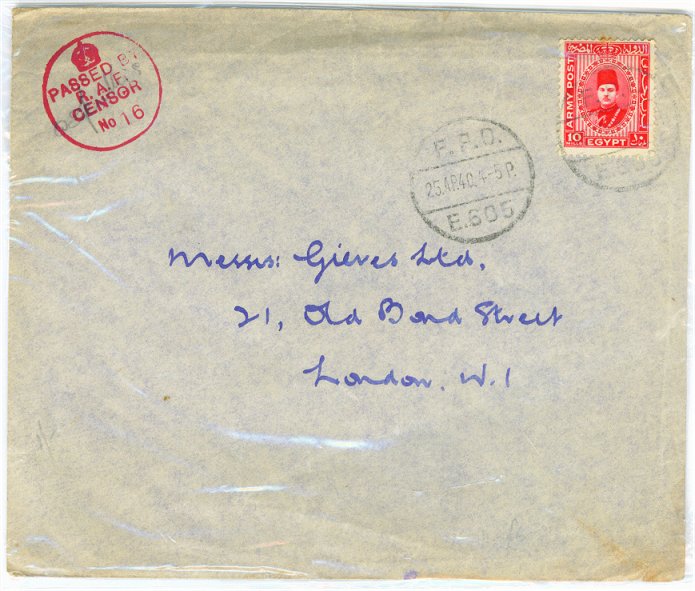 PASSED BY
R.A.F.
CENSOR
No 16
ARMY POST
10
MILLS
EGYPT
F.P.O.
25.AP.40.4-5P.
E.605
Messrs: Gieves Ltd,
21, Old Bond Street
London. W.1